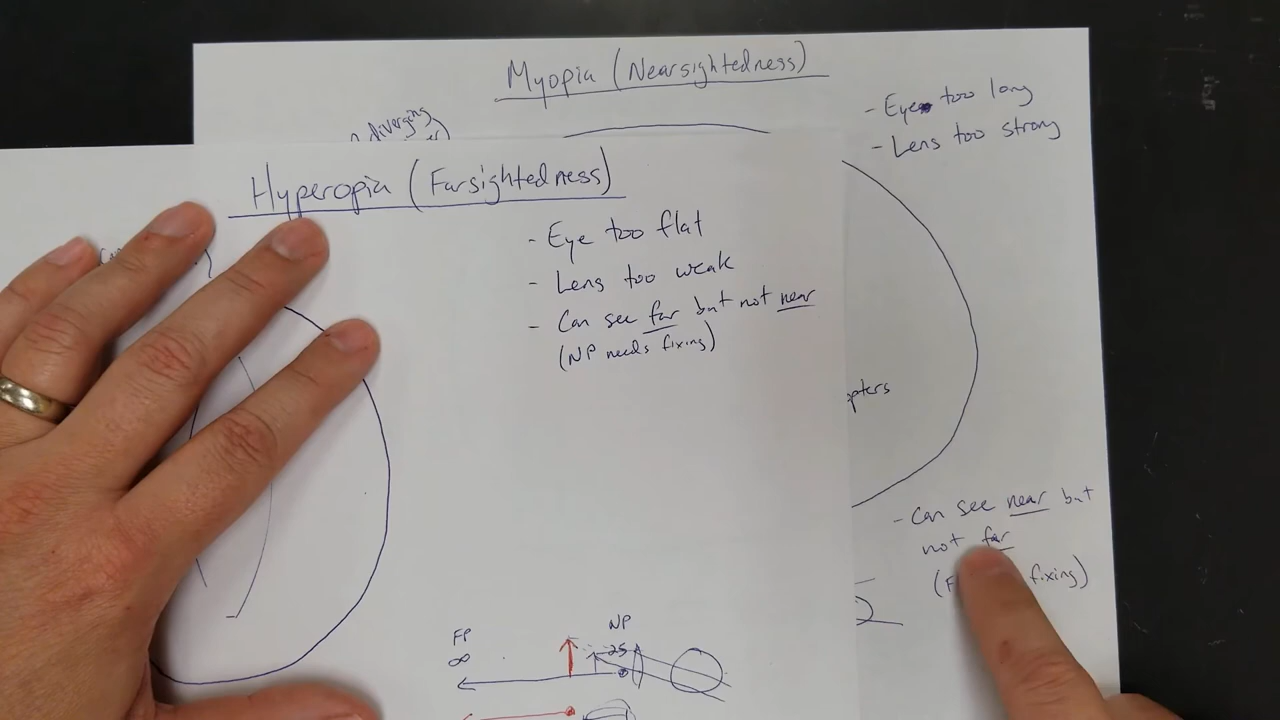 Myopia (Nearsightedness)
- Eye too long
- Lens too strong
diverging
Hyperopia (Farsightedness)
- Eye too flat
- Lens too weak
- Can see far but not near
(NP needs fixing)
- Can see near but
not far
fixing)
FP
∞
NP
25